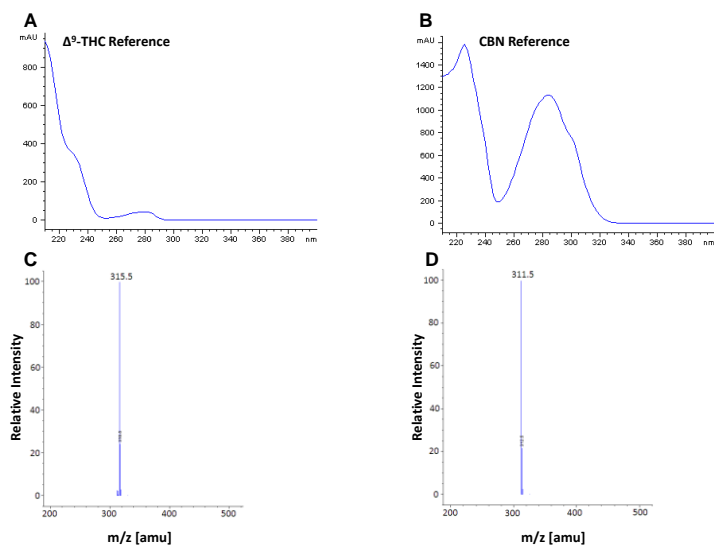 A
Δ⁹-THC Reference
mAU
800
600
400
200
0
220 240 260 280 300 320 340 360 380 nm
B
CBN Reference
mAU
1400
1200
1000
800
600
400
200
0
220 240 260 280 300 320 340 360 380 nm
C
315.5
Relative Intensity
100
80
60
40
20
0
200 300 400 500
m/z [amu]
D
311.5
Relative Intensity
100
80
60
40
20
0
200 300 400 500
m/z [amu]